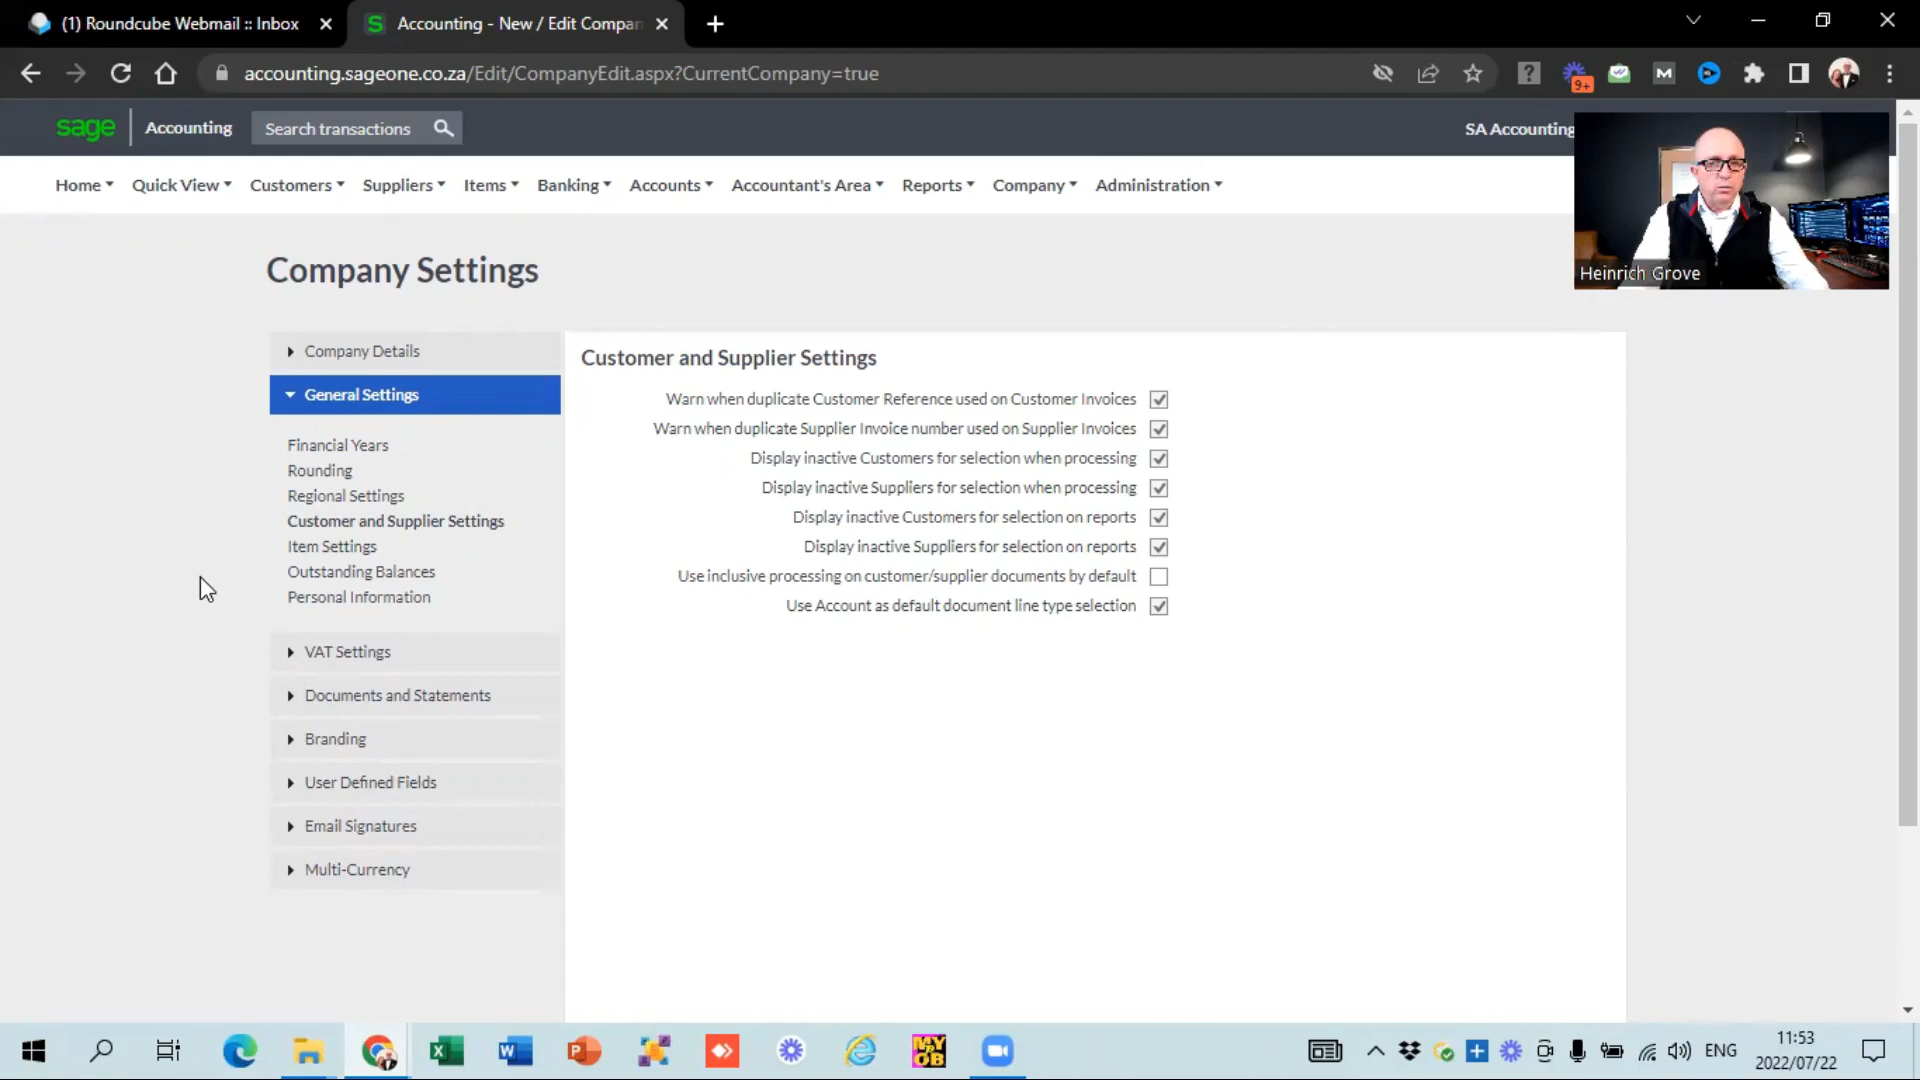 (1) Roundcube Webmail :: Inbox
Accounting - New / Edit Compan
accounting.sageone.co.za/Edit/CompanyEdit.aspx?CurrentCompany=true
9+
M
sage
Accounting
Search transactions
SA Accounting
Home
Quick View
Customers
Suppliers
Items
Banking
Accounts
Accountant's Area
Reports
Company
Administration
Heinrich Grove
Company Settings
Company Details
General Settings
Financial Years
Rounding
Regional Settings
Customer and Supplier Settings
Item Settings
Outstanding Balances
Personal Information
VAT Settings
Documents and Statements
Branding
User Defined Fields
Email Signatures
Multi-Currency
Customer and Supplier Settings
Warn when duplicate Customer Reference used on Customer Invoices
Warn when duplicate Supplier Invoice number used on Supplier Invoices
Display inactive Customers for selection when processing
Display inactive Suppliers for selection when processing
Display inactive Customers for selection on reports
Display inactive Suppliers for selection on reports
Use inclusive processing on customer/supplier documents by default
Use Account as default document line type selection
MY
OB
ENG
11:53
2022/07/22